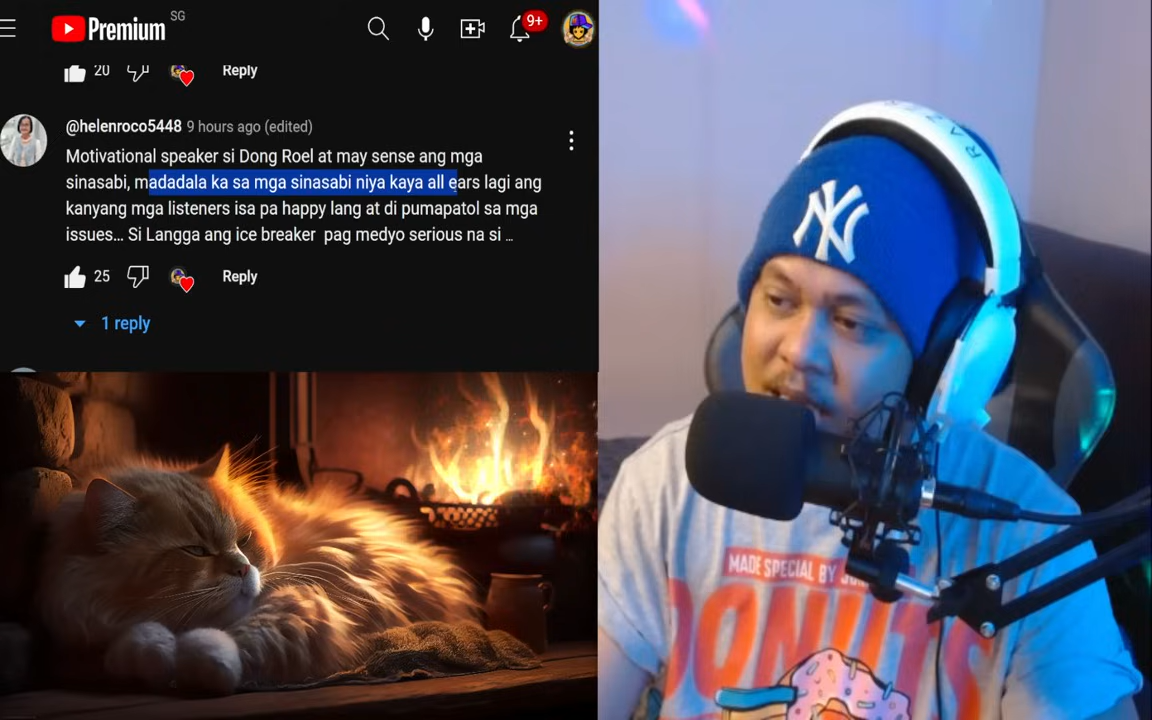 SG
Premium
9+
20
Reply
@helenroco5448 9 hours ago (edited)
Motivational speaker si Dong Roel at may sense ang mga
sinasabi, madadala ka sa mga sinasabi niya kaya all ears lagi ang
kanyang mga listeners isa pa happy lang at di pumapatol sa mga
issues... Si Langga ang ice breaker pag medyo serious na si ...
25
Reply
1 reply
NY
MADE SPECIAL BY
DONUTS